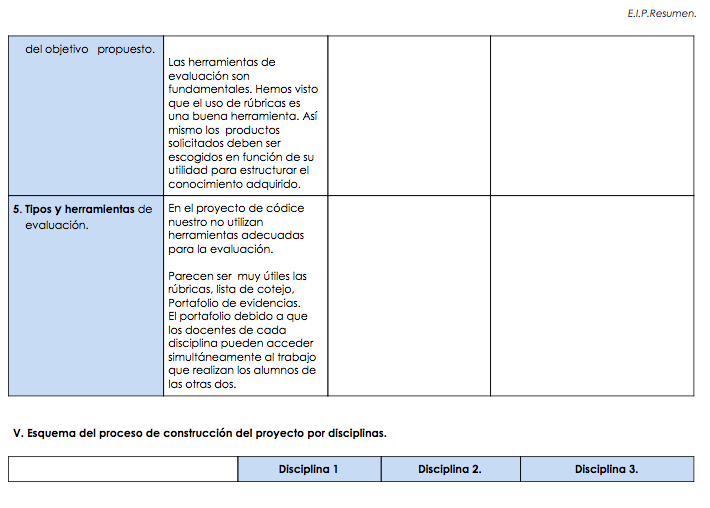 E.I.P.Resumen.
del objetivo propuesto.
Las herramientas de
evaluación son
fundamentales. Hemos visto
que el uso de rúbricas es
una buena herramienta. Así
mismo los productos
solicitados deben ser
escogidos en función de su
utilidad para estructurar el
conocimiento adquirido.
5. Tipos y herramientas de
evaluación.
En el proyecto de códice
nuestro no utilizan
herramientas adecuadas
para la evaluación.
Parecen ser muy útiles las
rúbricas, lista de cotejo,
Portafolio de evidencias.
El portafolio debido a que
los docentes de cada
disciplina pueden acceder
simultáneamente al trabajo
que realizan los alumnos de
las otras dos.
V. Esquema del proceso de construcción del proyecto por disciplinas.
Disciplina 1 Disciplina 2. Disciplina 3.